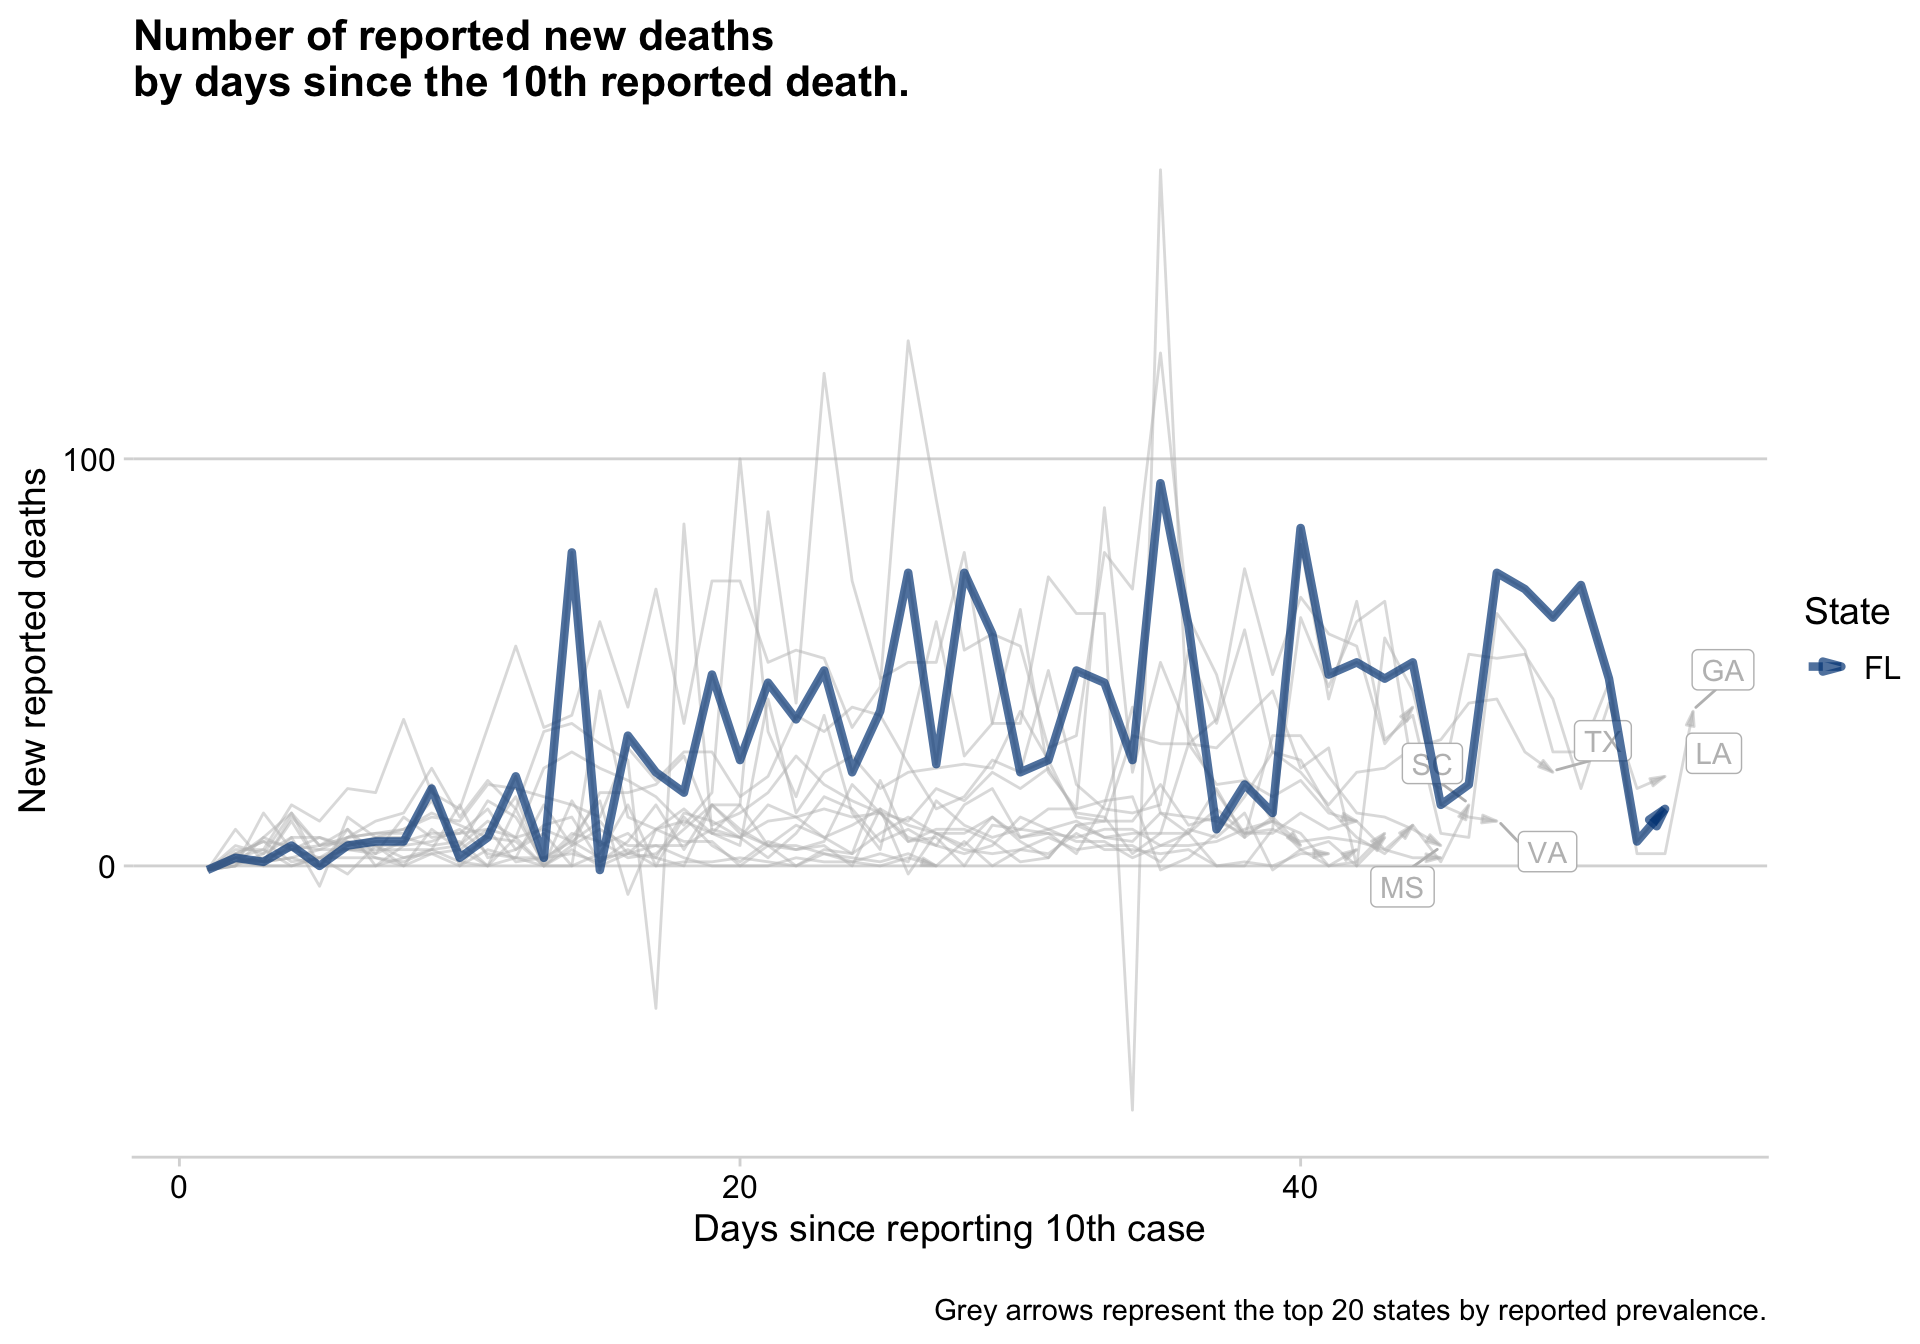 Number of reported new deaths
by days since the 10th reported death.
100
0
New reported deaths
GA
TX
LA
SC
VA
MS
State
FL
0
20
40
Days since reporting 10th case
Grey arrows represent the top 20 states by reported prevalence.